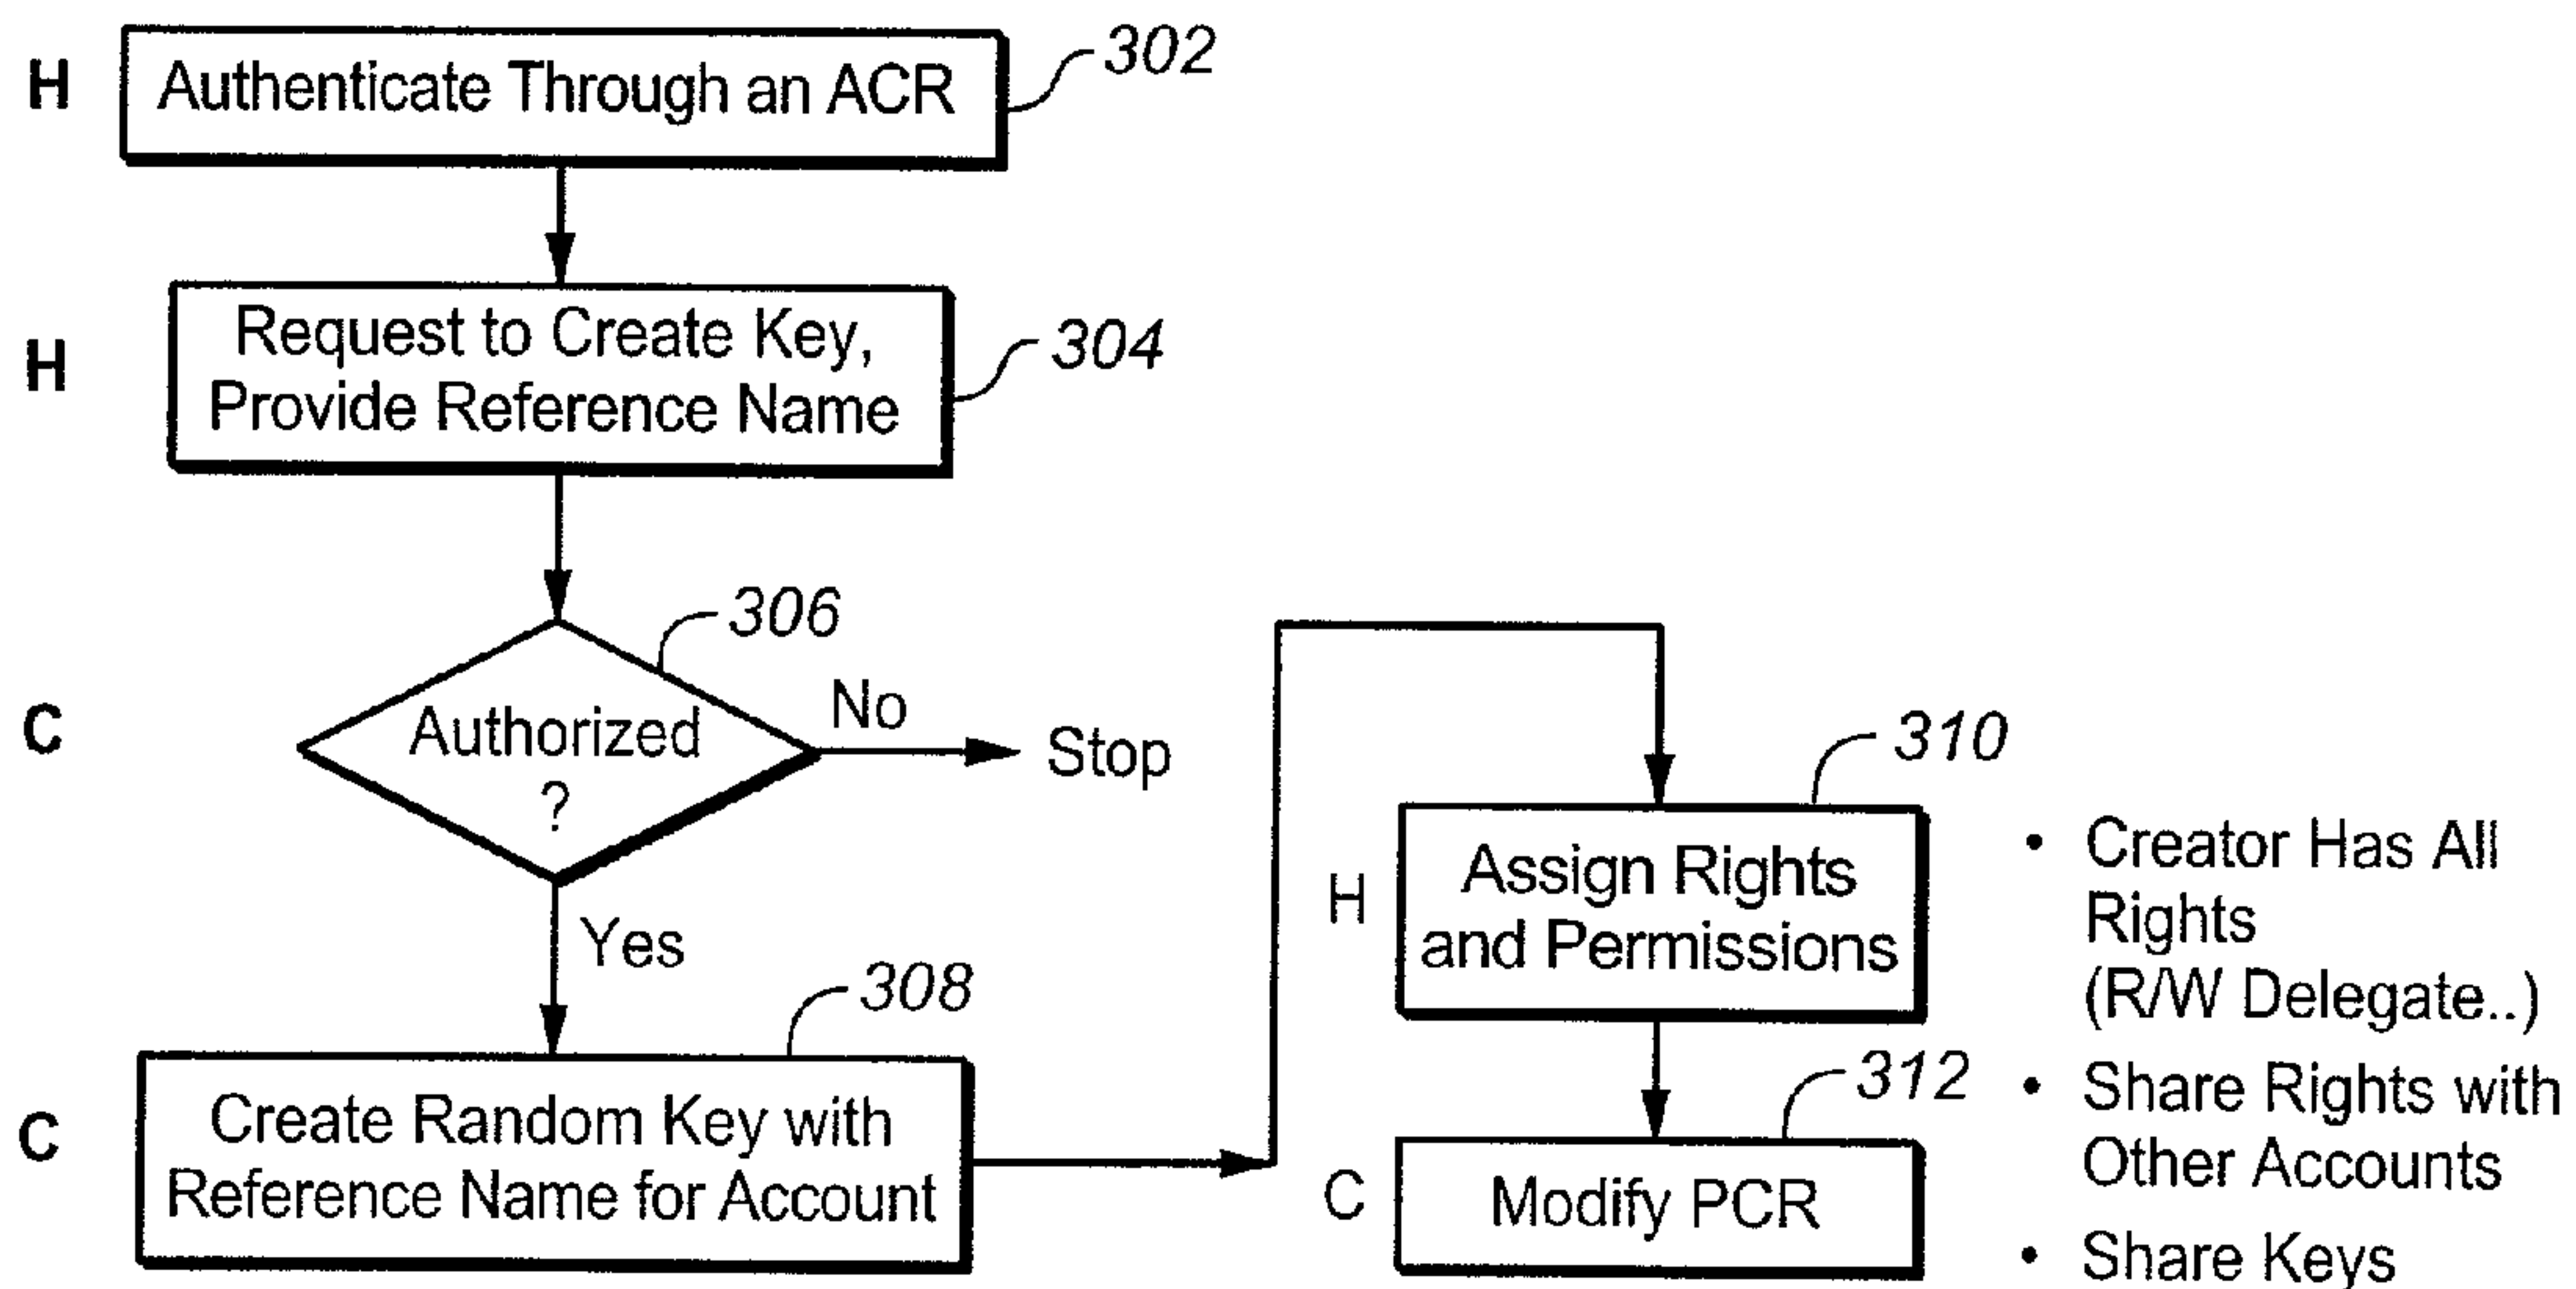 H
Authenticate Through an ACR
302
H
Request to Create Key,
Provide Reference Name
304
C
Authorized
?
306
No
Stop
Yes
C
Create Random Key with
Reference Name for Account
308
H
Assign Rights
and Permissions
310
C
Modify PCR
312
• Creator Has All
Rights
(R/W Delegate..)
• Share Rights with
Other Accounts
• Share Keys